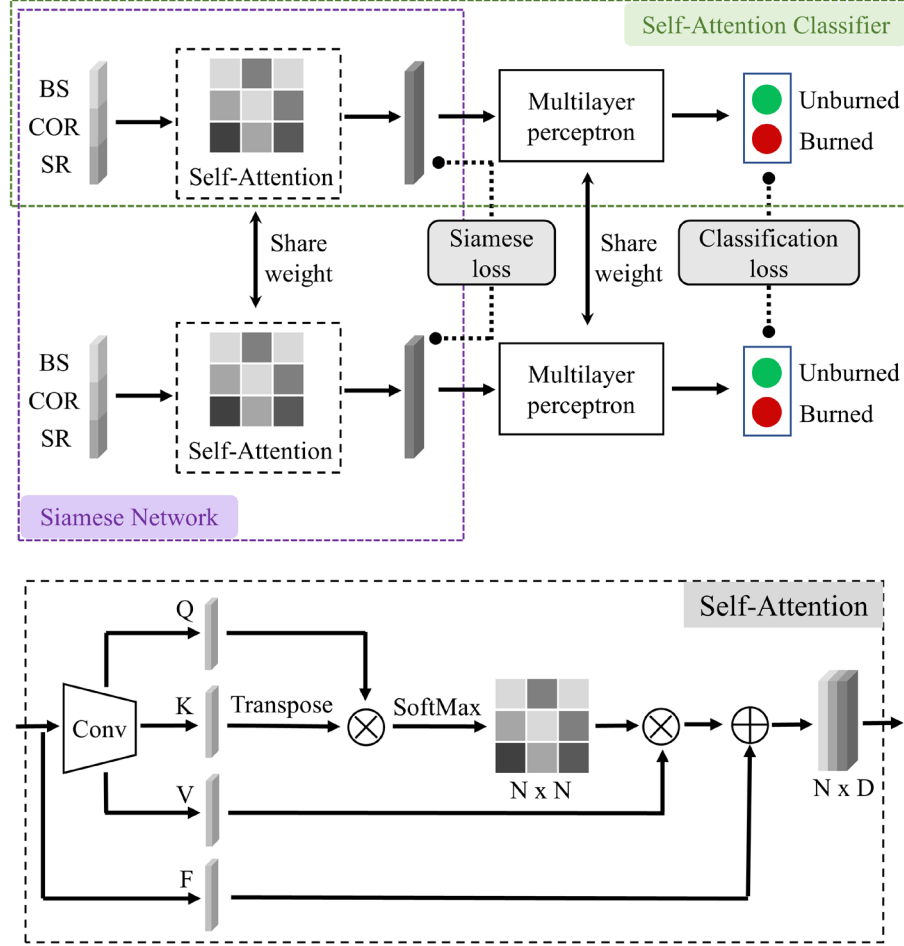 Self-Attention Classifier
BS
COR
SR
Self-Attention
Multilayer
perceptron
Unburned
Burned
Share
weight
Siamese
loss
Share
weight
Classification
loss
BS
COR
SR
Self-Attention
Multilayer
perceptron
Unburned
Burned
Siamese Network
Self-Attention
Q
Conv
K
Transpose
SoftMax
N x N
V
N x D
F